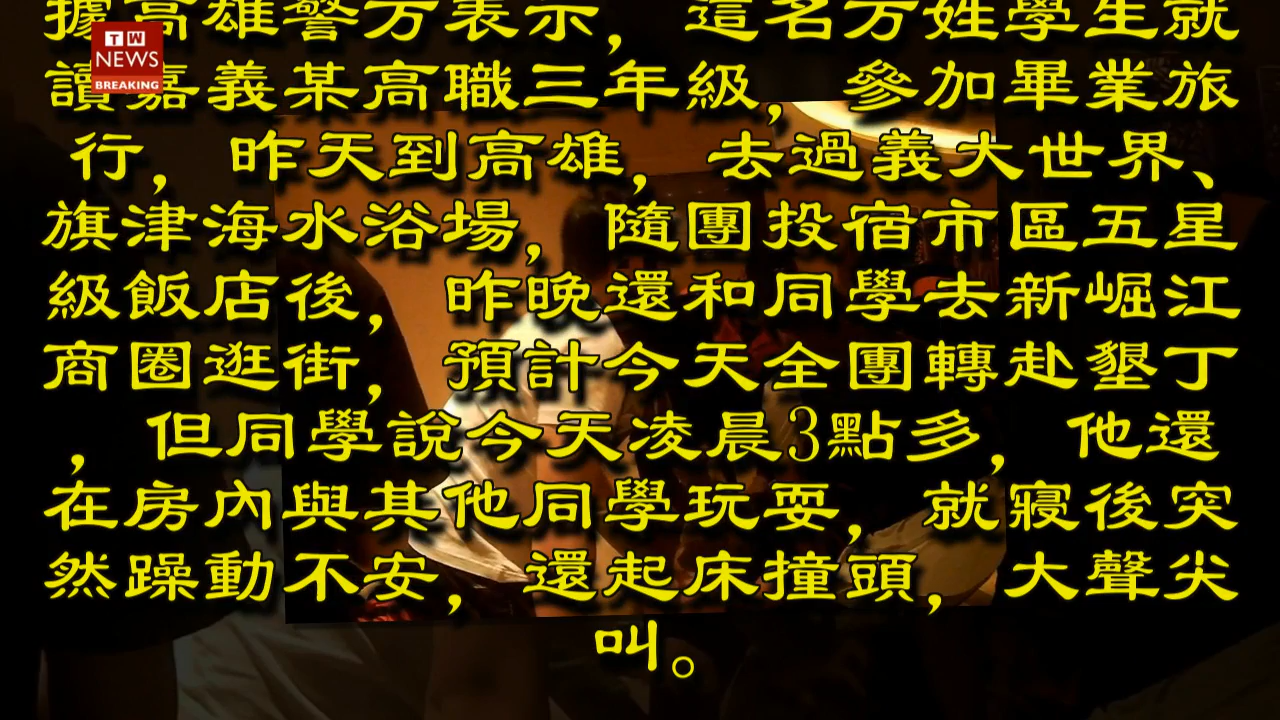 據高雄警方表示，這名方姓學生就
TW
NEWS
BREAKING
讀嘉義某高職三年級，參加畢業旅
行，昨天到高雄，去過義大世界、
旗津海水浴場，隨團投宿市區五星
級飯店後，昨晚還和同學去新崛江
商圈逛街，預計今天全團轉赴墾丁
，但同學說今天凌晨3點多，他還
在房內與其他同學玩耍，就寢後突
然躁動不安，還起床撞頭，大聲尖
叫。